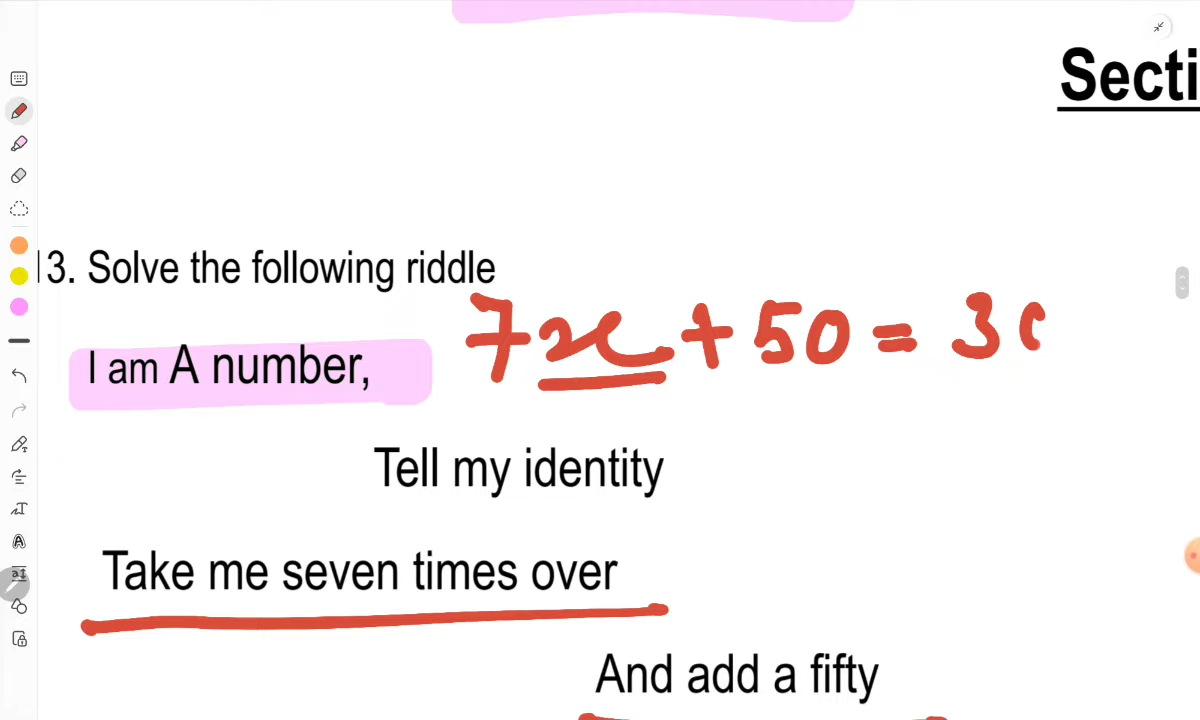 Secti
13. Solve the following riddle
7x + 50 = 3
I am A number,
Tell my identity
Take me seven times over
And add a fifty